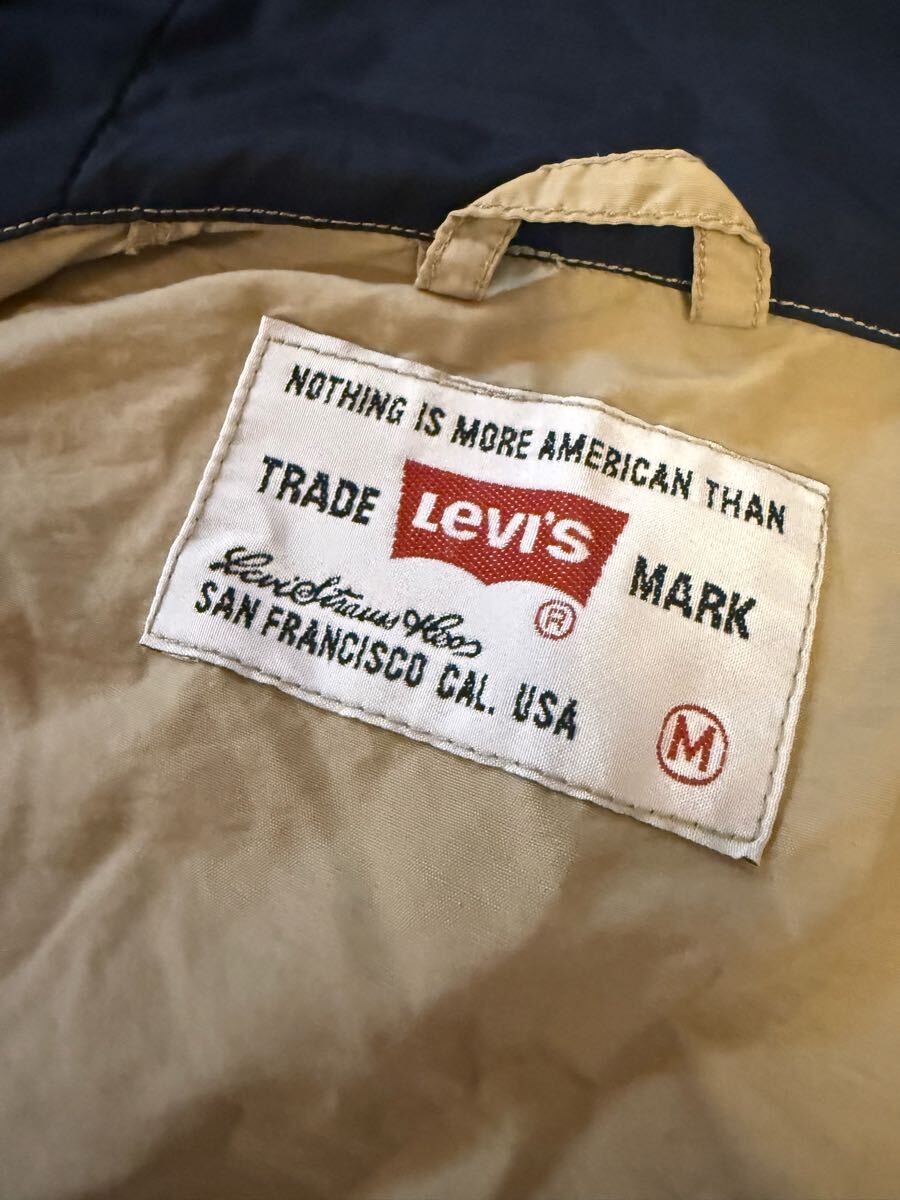 NOTHING IS MORE AMERICAN THAN
TRADE Levi's MARK
®
Levi Strauss & Co
SAN FRANCISCO CAL. USA
M